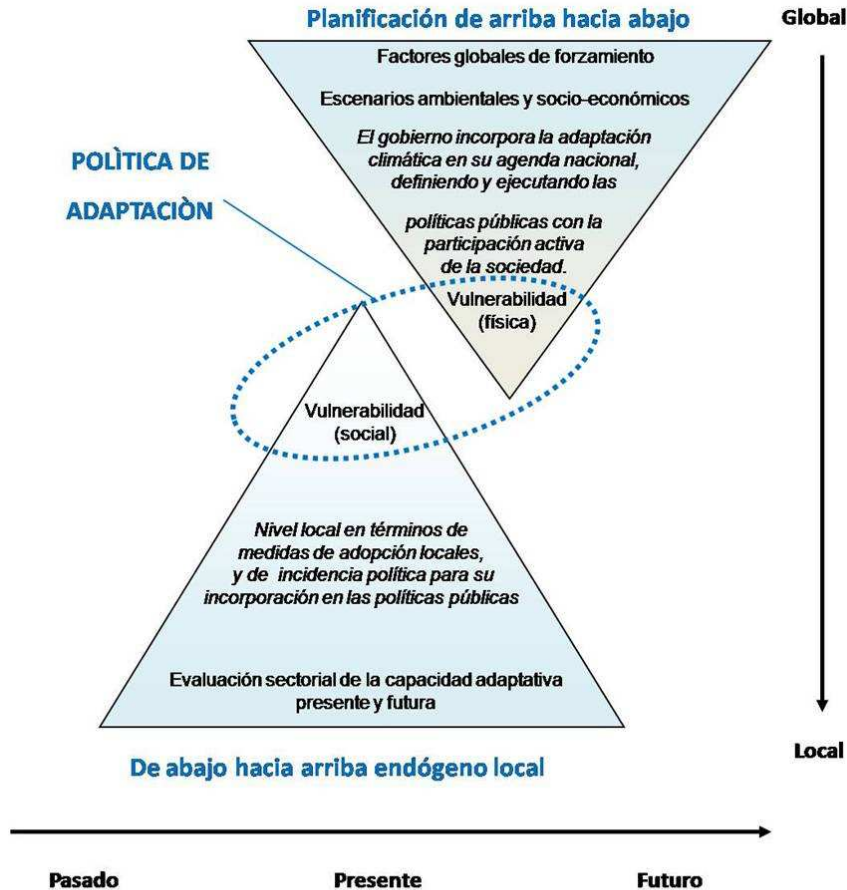 Planificación de arriba hacia abajo
Global
Factores globales de forzamiento
Escenarios ambientales y socio-económicos
El gobierno incorpora la adaptación
climática en su agenda nacional,
definiendo y ejecutando las
políticas públicas con la
participación activa
de la sociedad.
Vulnerabilidad
(física)
POLÌTICA DE
ADAPTACIÒN
Vulnerabilidad
(social)
Nivel local en términos de
medidas de adopción locales,
y de incidencia política para su
incorporación en las políticas públicas
Evaluación sectorial de la capacidad adaptativa
presente y futura
De abajo hacia arriba endógeno local
Local
Pasado
Presente
Futuro